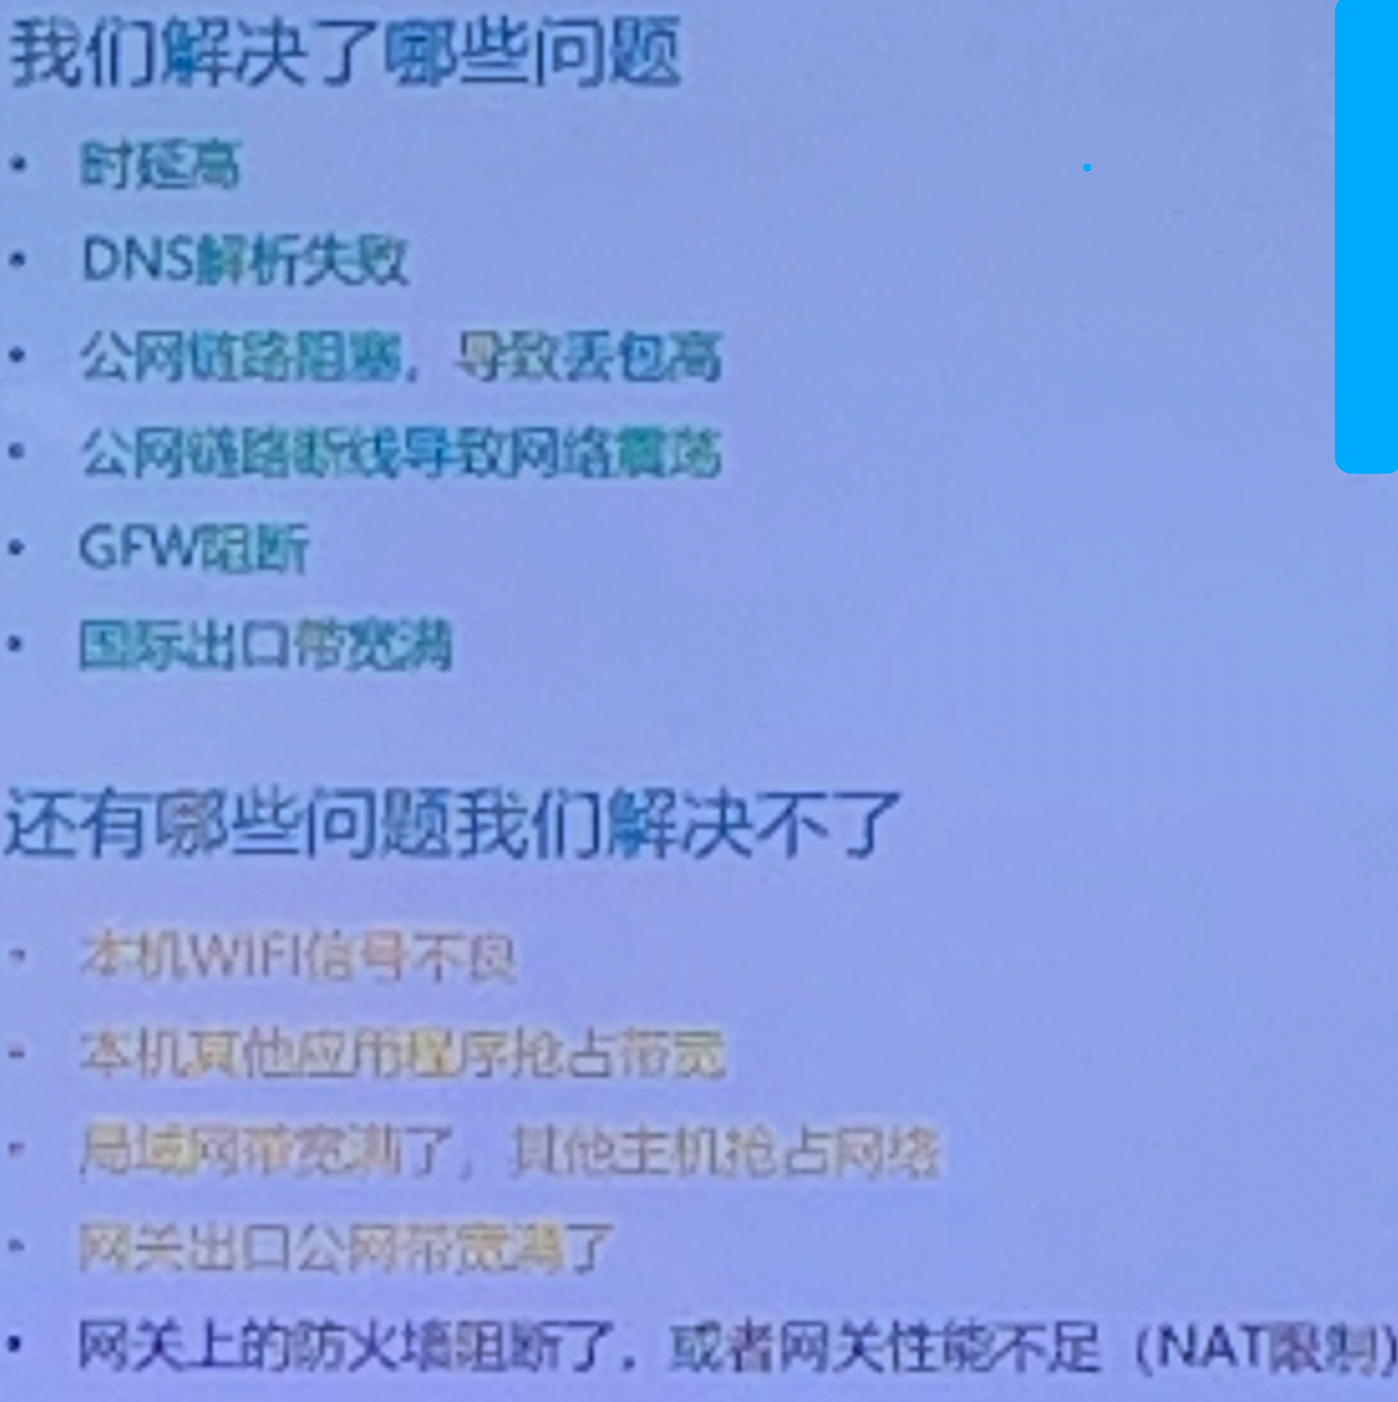 我们解决了哪些问题
• 时延高
• DNS解析失败
• 公网链路阻塞，导致丢包高
• 公网链路断线导致网络震荡
• GFW阻断
• 国际出口带宽满
还有哪些问题我们解决不了
• 本机WIFI信号不良
• 本机其他应用程序抢占带宽
• 局域网带宽满了，其他主机抢占网络
• 网关出口公网带宽满了
• 网关上的防火墙阻断了，或者网关性能不足（NAT限制）